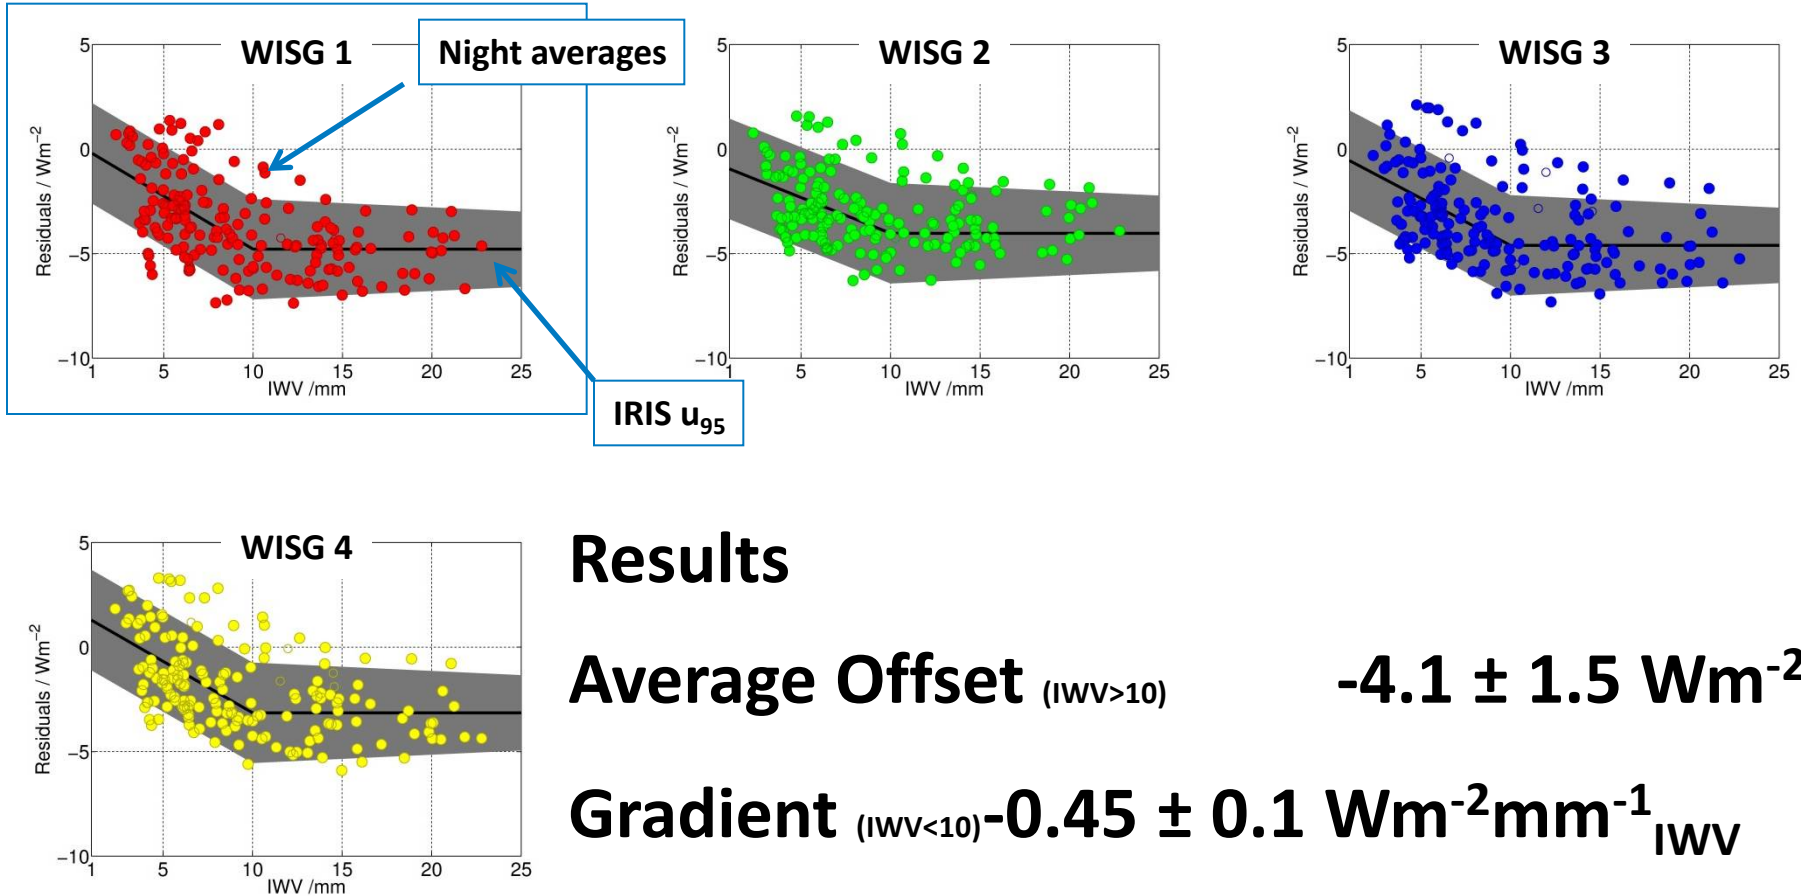 WISG 1
Night averages
5
0
−5
−10
1
5
10
15
20
25
Residuals / Wm−2
IWV /mm
IRIS u95
WISG 2
5
0
−5
−10
1
5
10
15
20
25
Residuals / Wm−2
IWV /mm
WISG 3
5
0
−5
−10
1
5
10
15
20
25
Residuals / Wm−2
IWV /mm
WISG 4
5
0
−5
−10
1
5
10
15
20
25
Residuals / Wm−2
IWV /mm
Results
Average Offset (IWV>10) -4.1 ± 1.5 Wm-2
Gradient (IWV<10)-0.45 ± 0.1 Wm-2mm-1IWV